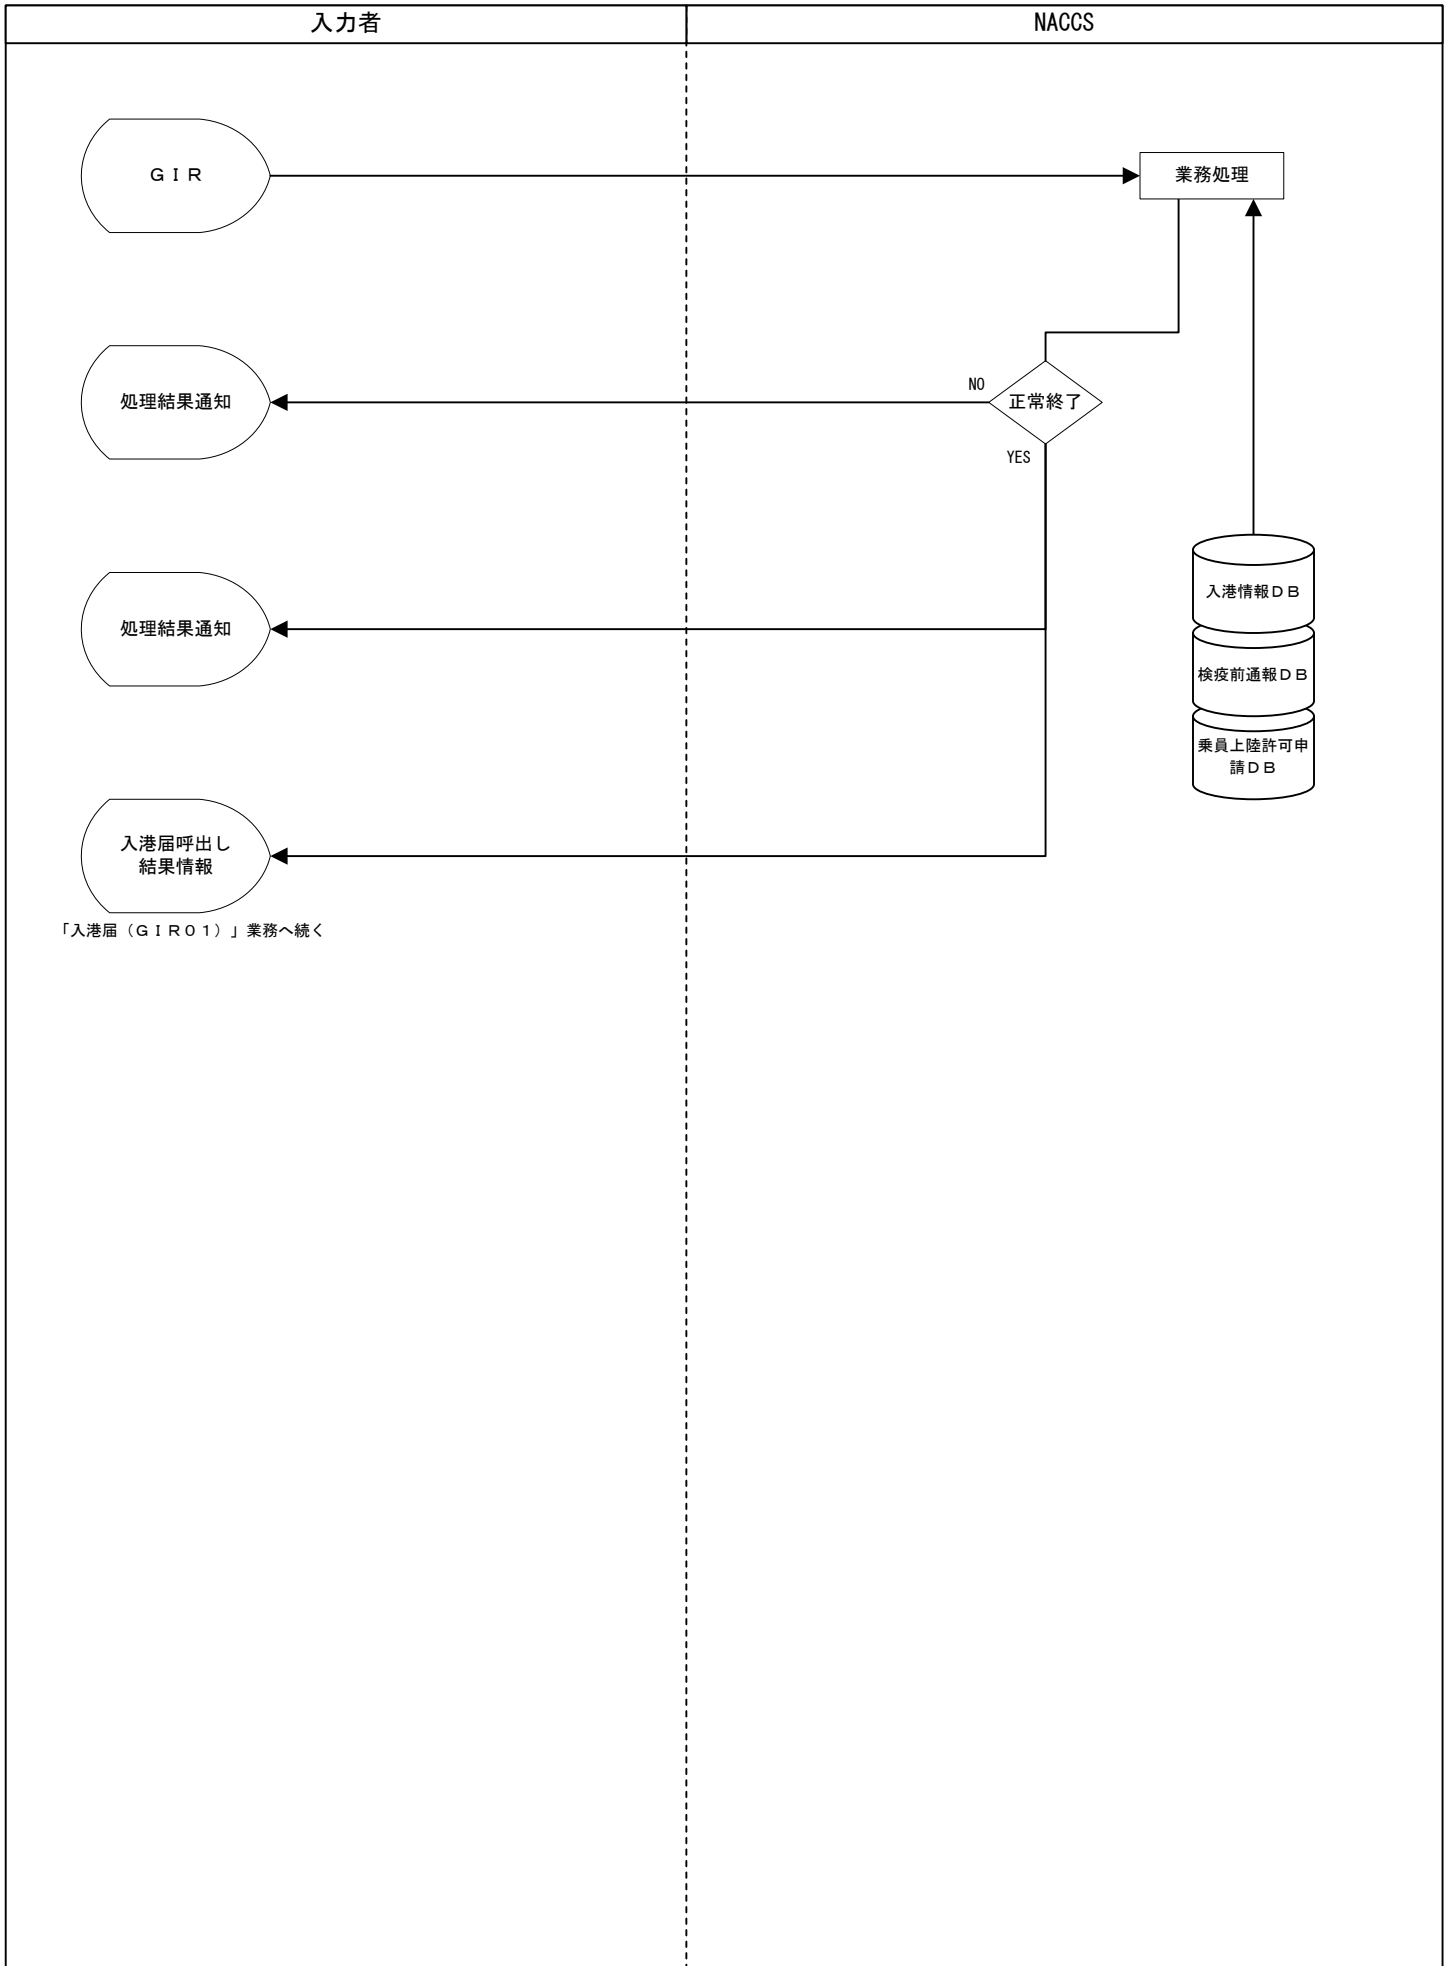 入力者
NACCS
ＧＩＲ
業務処理
処理結果通知
NO
正常終了
YES
処理結果通知
入港情報ＤＢ
検疫前通報ＤＢ
乗員上陸許可申
請ＤＢ
入港届呼出し
結果情報
「入港届（ＧＩＲ０１）」業務へ続く